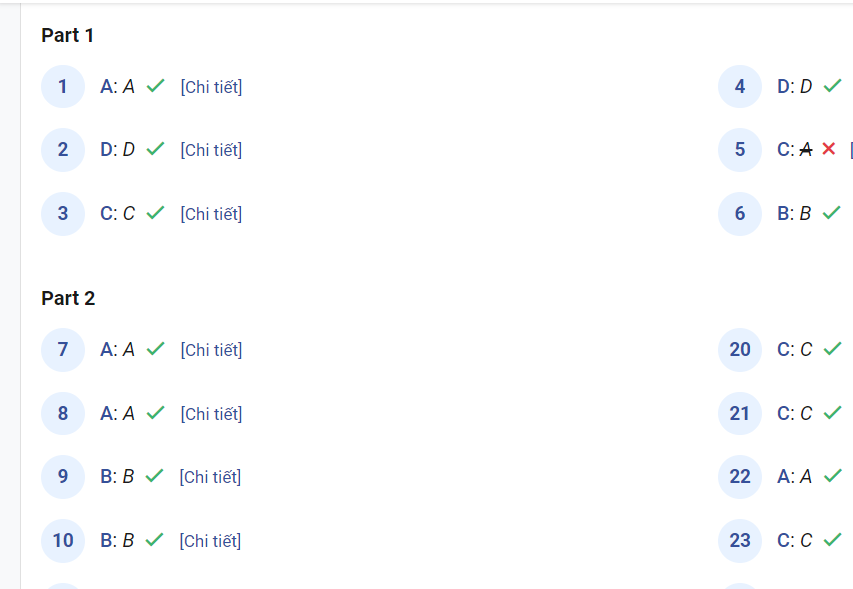 Part 1
1 A: A [Chi tiết]
2 D: D [Chi tiết]
3 C: C [Chi tiết]
4 D: D
5 C: A [
6 B: B
Part 2
7 A: A [Chi tiết]
8 A: A [Chi tiết]
9 B: B [Chi tiết]
10 B: B [Chi tiết]
20 C: C
21 C: C
22 A: A
23 C: C